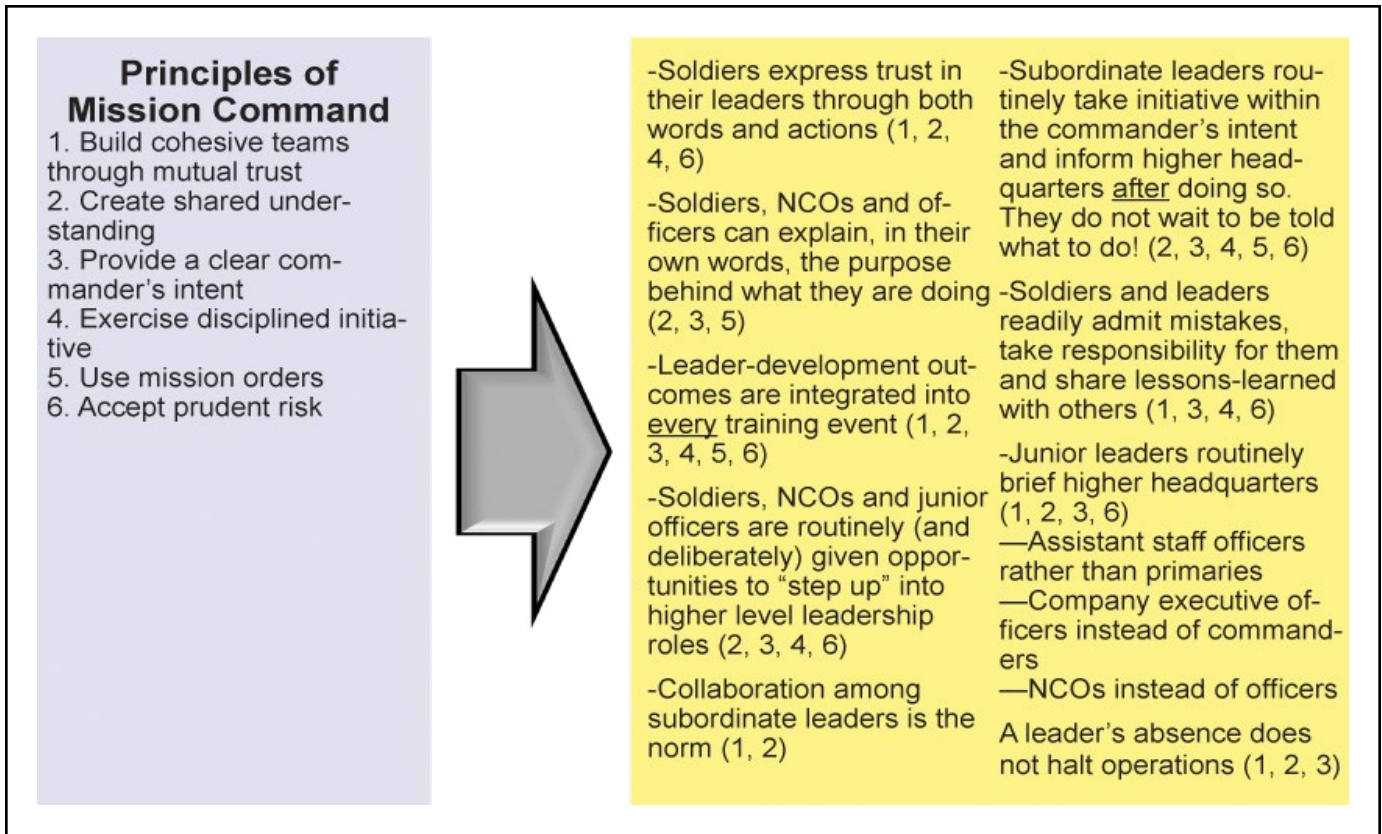 Principles of
Mission Command
1. Build cohesive teams
through mutual trust
2. Create shared under-
standing
3. Provide a clear com-
mander’s intent
4. Exercise disciplined initia-
tive
5. Use mission orders
6. Accept prudent risk
-Soldiers express trust in
their leaders through both
words and actions (1, 2,
4, 6)
-Soldiers, NCOs and of-
ficers can explain, in their
own words, the purpose
behind what they are doing
(2, 3, 5)
-Leader-development out-
comes are integrated into
every training event (1, 2,
3, 4, 5, 6)
-Soldiers, NCOs and junior
officers are routinely (and
deliberately) given oppor-
tunities to “step up” into
higher level leadership
roles (2, 3, 4, 6)
-Collaboration among
subordinate leaders is the
norm (1, 2)
-Subordinate leaders rou-
tinely take initiative within
the commander’s intent
and inform higher head-
quarters after doing so.
They do not wait to be told
what to do! (2, 3, 4, 5, 6)
-Soldiers and leaders
readily admit mistakes,
take responsibility for them
and share lessons-learned
with others (1, 3, 4, 6)
-Junior leaders routinely
brief higher headquarters
(1, 2, 3, 6)
—Assistant staff officers
rather than primaries
—Company executive of-
ficers instead of command-
ers
—NCOs instead of officers
A leader’s absence does
not halt operations (1, 2, 3)